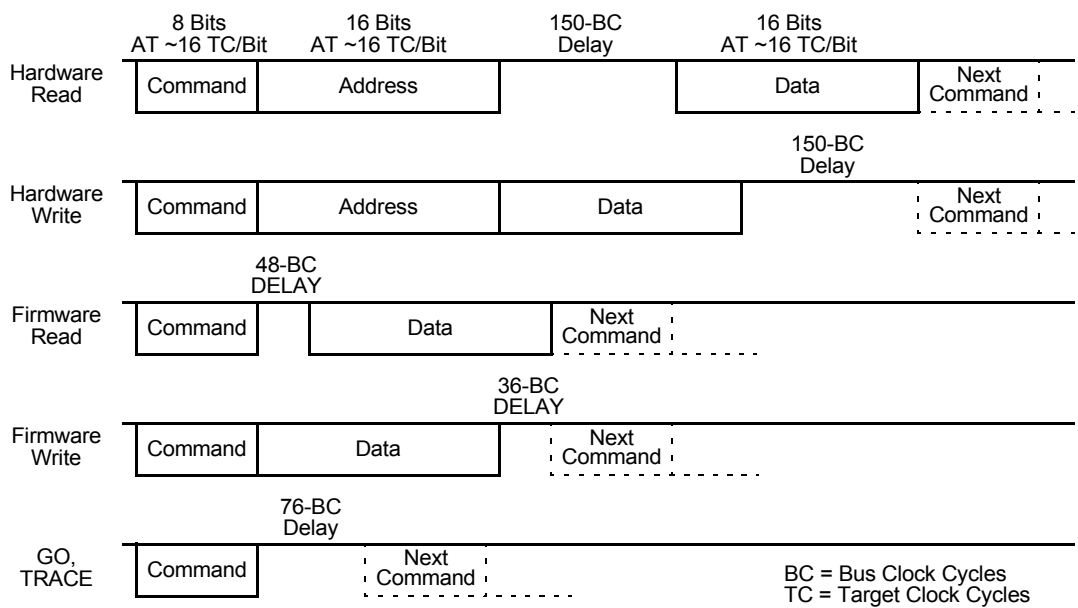 8 Bits
AT ~16 TC/Bit
16 Bits
AT ~16 TC/Bit
150-BC
Delay
16 Bits
AT ~16 TC/Bit
Hardware
Read
Command
Address
Data
Next
Command
150-BC
Delay
Hardware
Write
Command
Address
Data
Next
Command
48-BC
DELAY
Firmware
Read
Command
Data
Next
Command
36-BC
DELAY
Firmware
Write
Command
Data
Next
Command
76-BC
Delay
GO,
TRACE
Command
Next
Command
BC = Bus Clock Cycles
TC = Target Clock Cycles